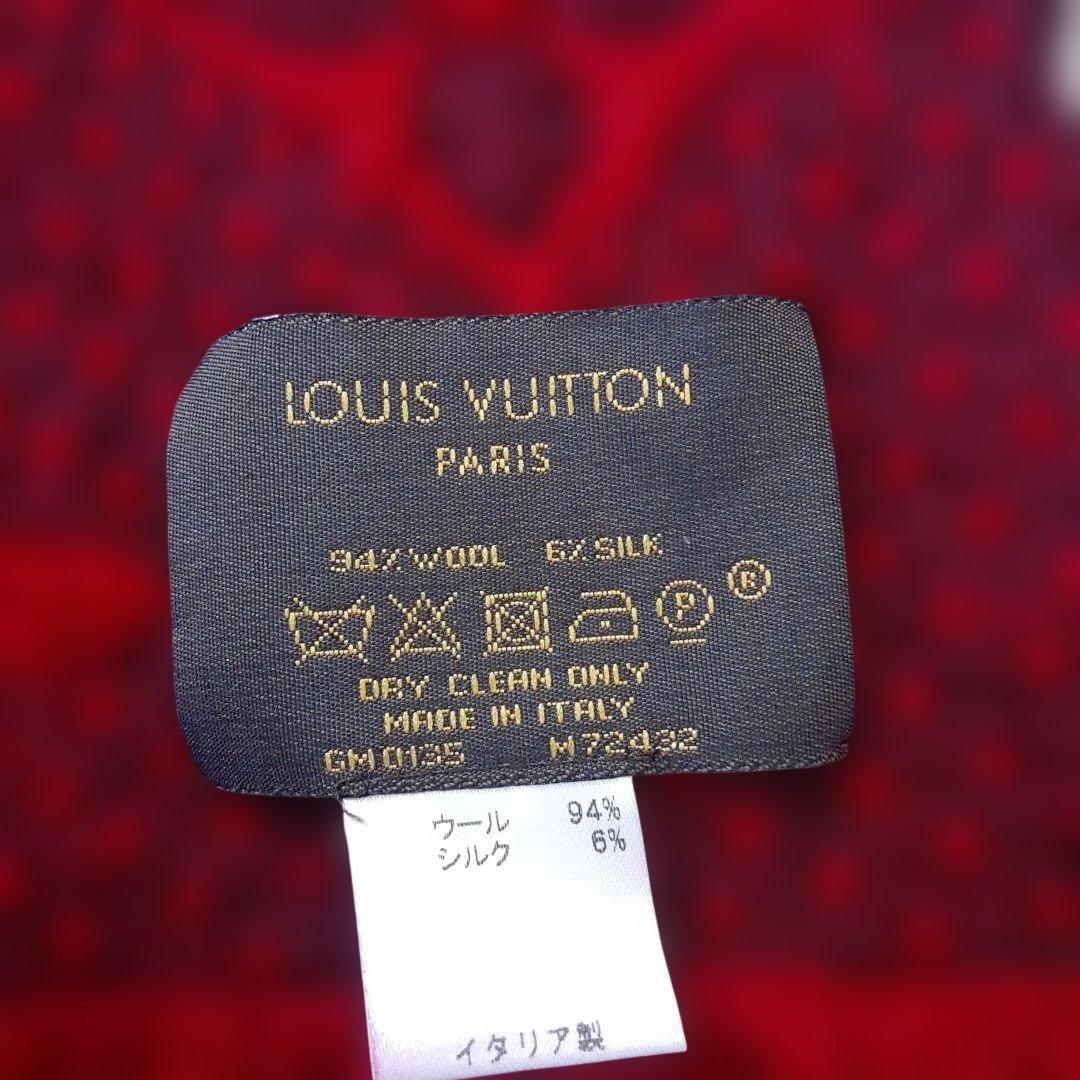 LOUIS VUITTON
PARIS
94% WOOL 6% SILK
P ®
DRY CLEAN ONLY
MADE IN ITALY
GM0135 M72432
ウール 94%
シルク 6%
イタリア製